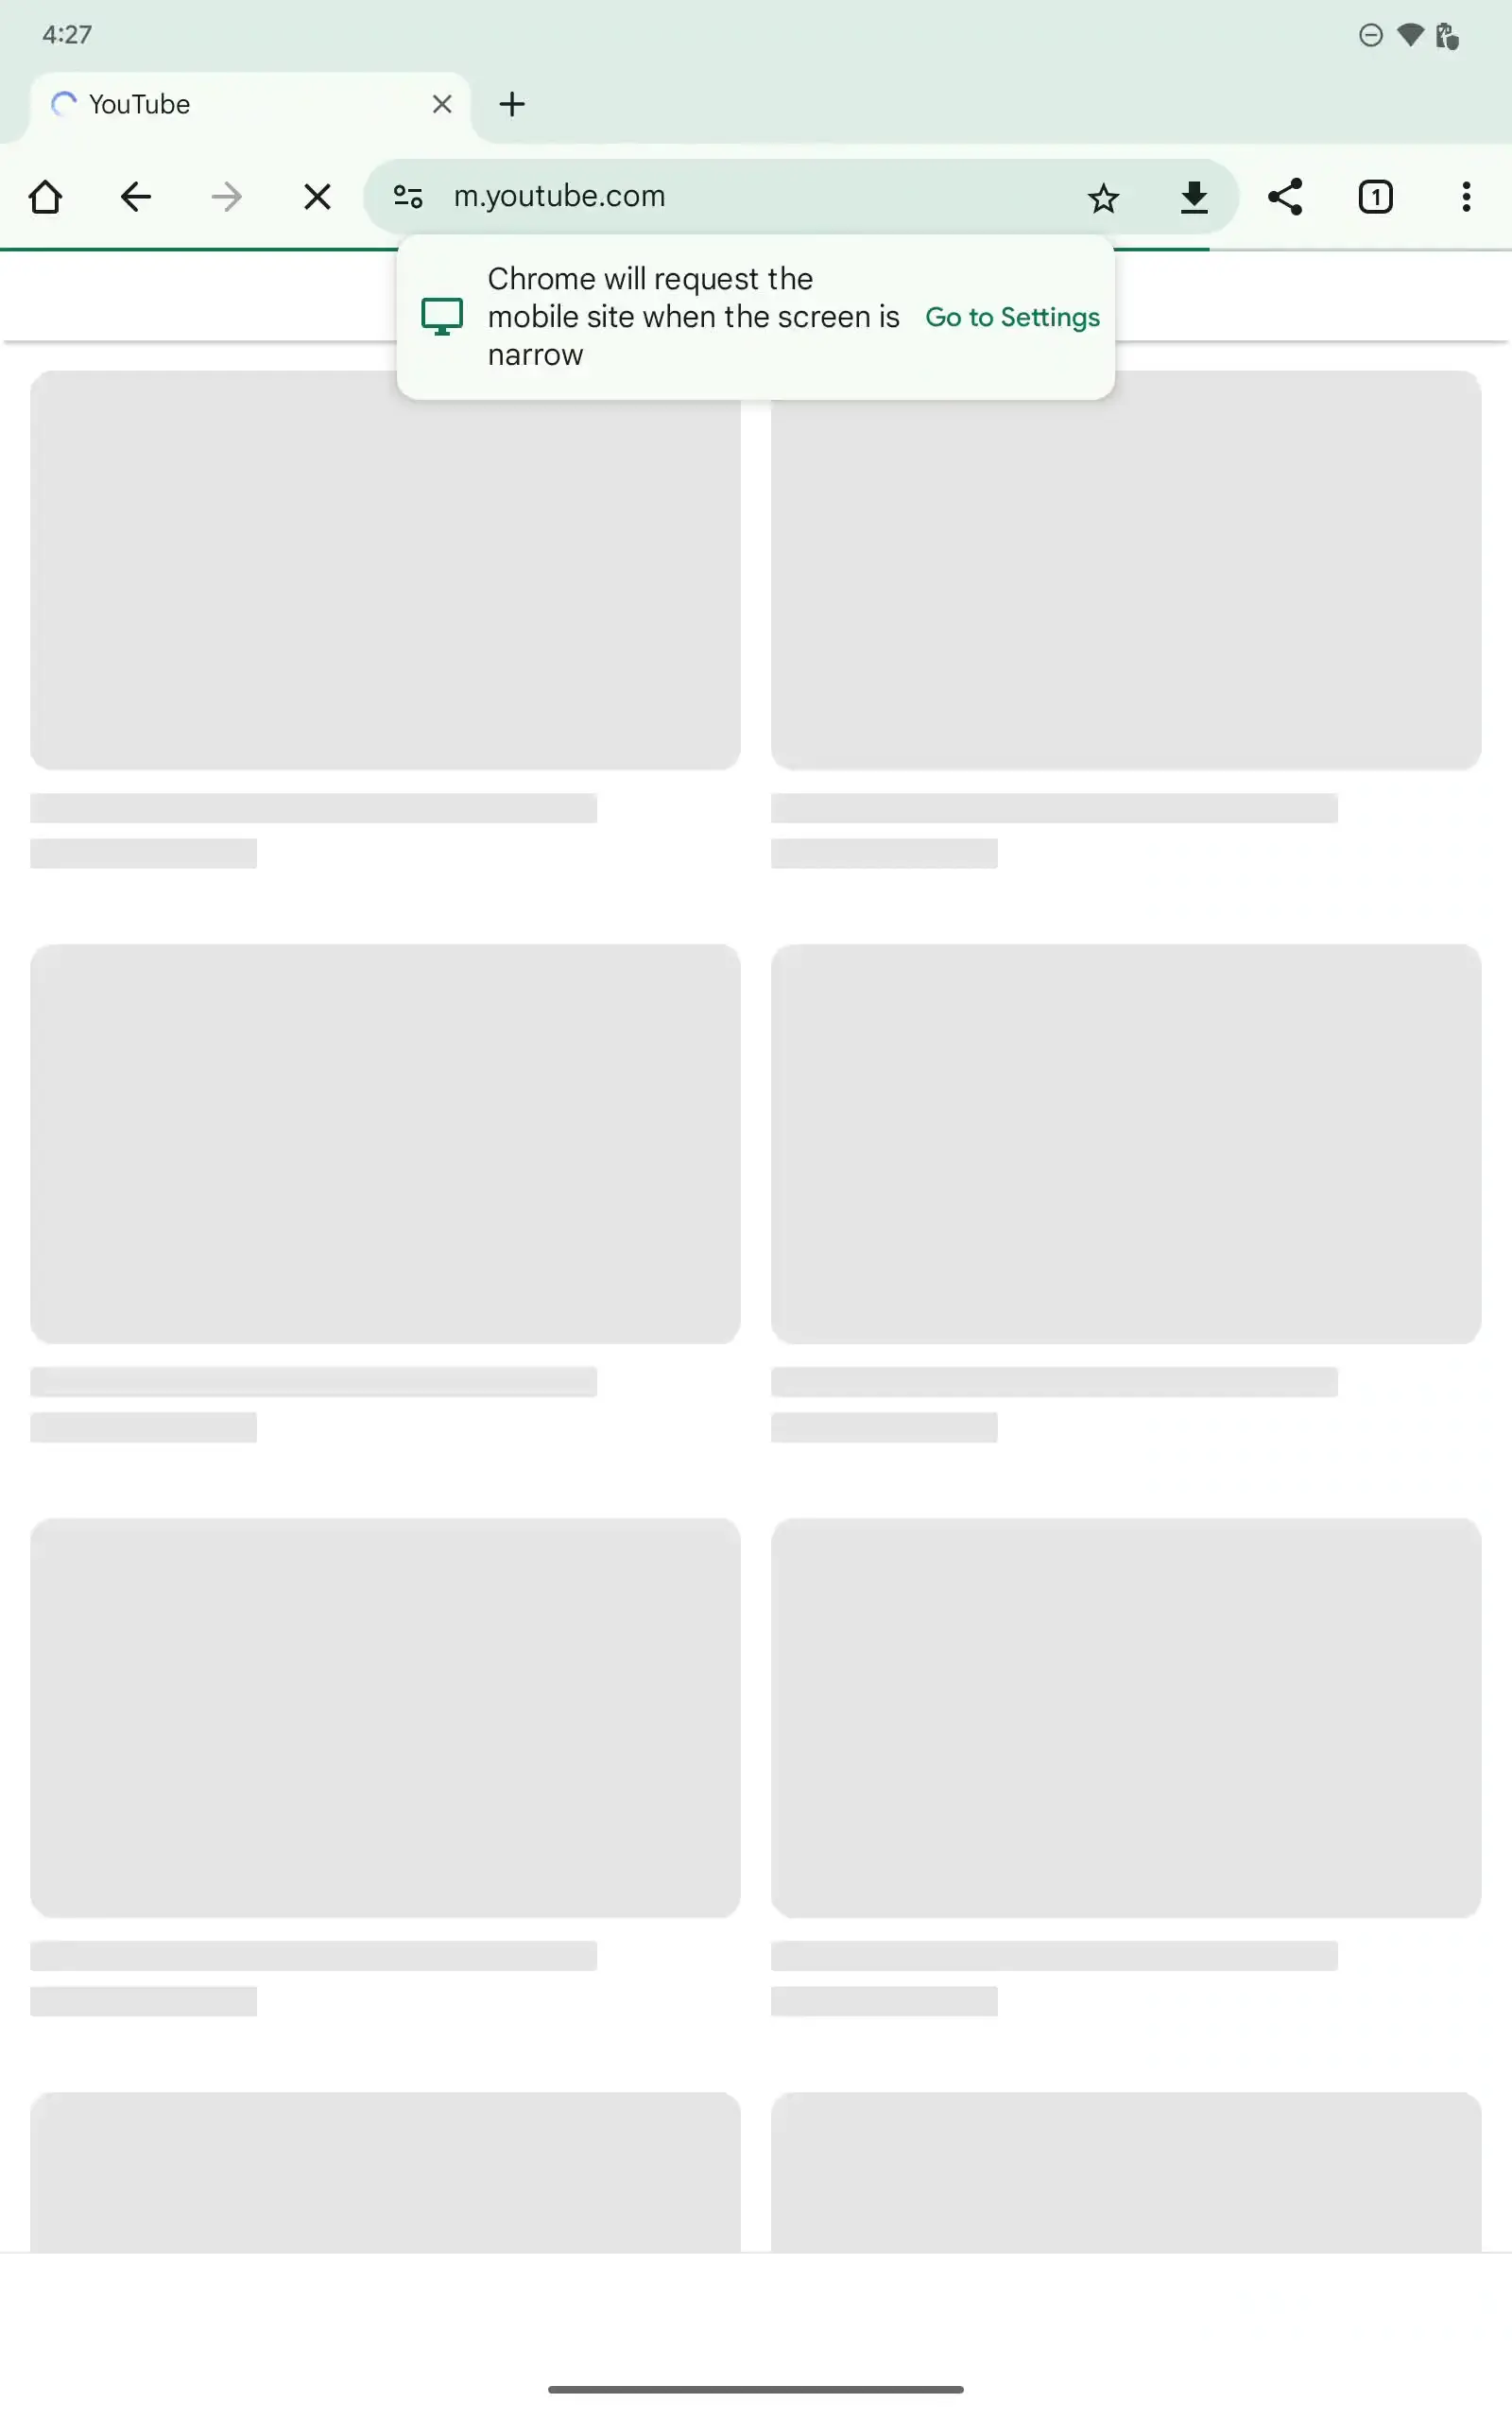 4:27
YouTube
m.youtube.com
1
Chrome will request the
mobile site when the screen is
narrow
Go to Settings